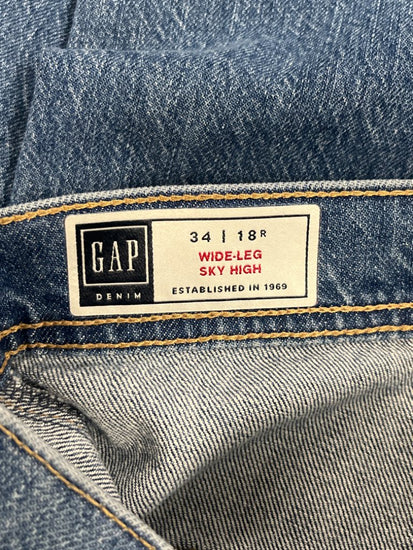 GAP
DENIM
34 | 18R
WIDE-LEG
SKY HIGH
ESTABLISHED IN 1969